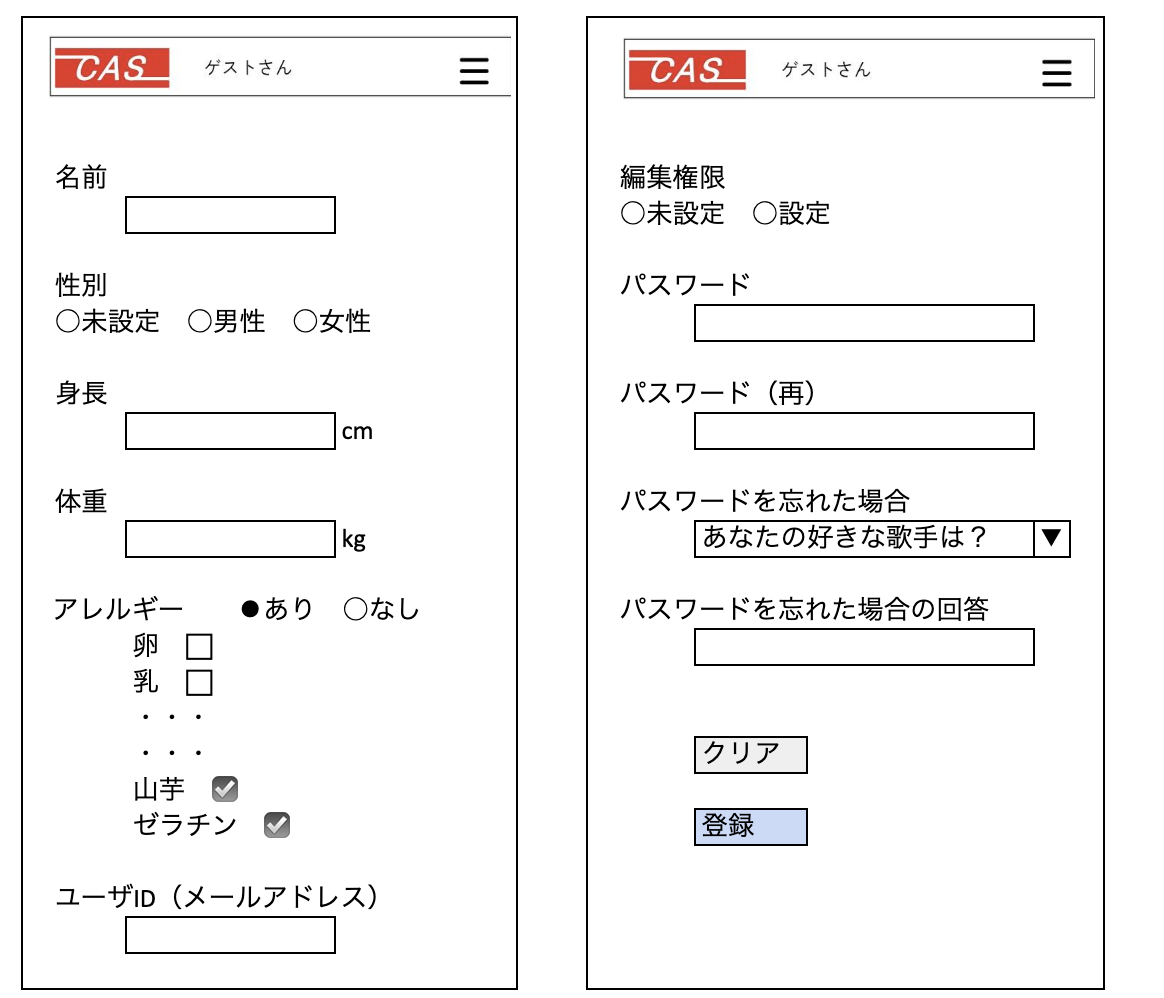 CAS ゲストさん
名前
性別
○未設定 ○男性 ○女性
身長
cm
体重
kg
アレルギー ●あり ○なし
卵
乳
・・・
・・・
山芋
ゼラチン
ユーザID（メールアドレス）
CAS ゲストさん
編集権限
○未設定 ○設定
パスワード
パスワード（再）
パスワードを忘れた場合
あなたの好きな歌手は？ ▼
パスワードを忘れた場合の回答
クリア
登録